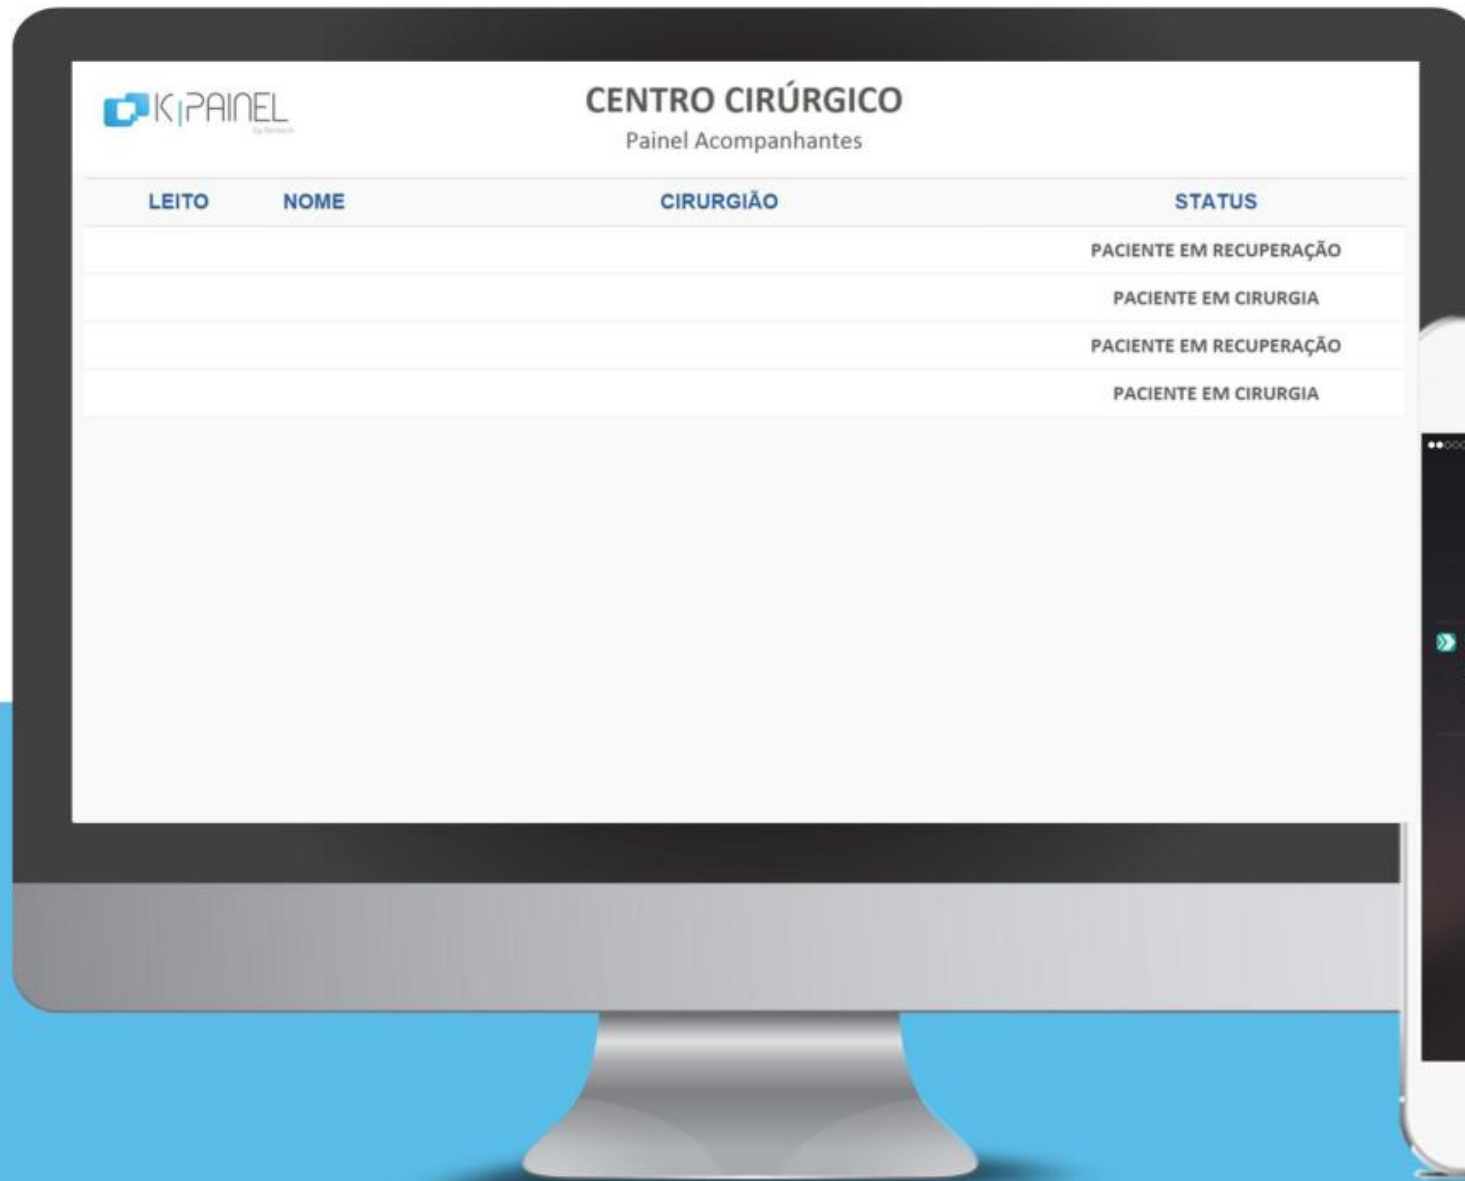 K|PAINEL
CENTRO CIRÚRGICO
Painel Acompanhantes
LEITO NOME CIRURGIÃO STATUS
PACIENTE EM RECUPERAÇÃO
PACIENTE EM CIRURGIA
PACIENTE EM RECUPERAÇÃO
PACIENTE EM CIRURGIA